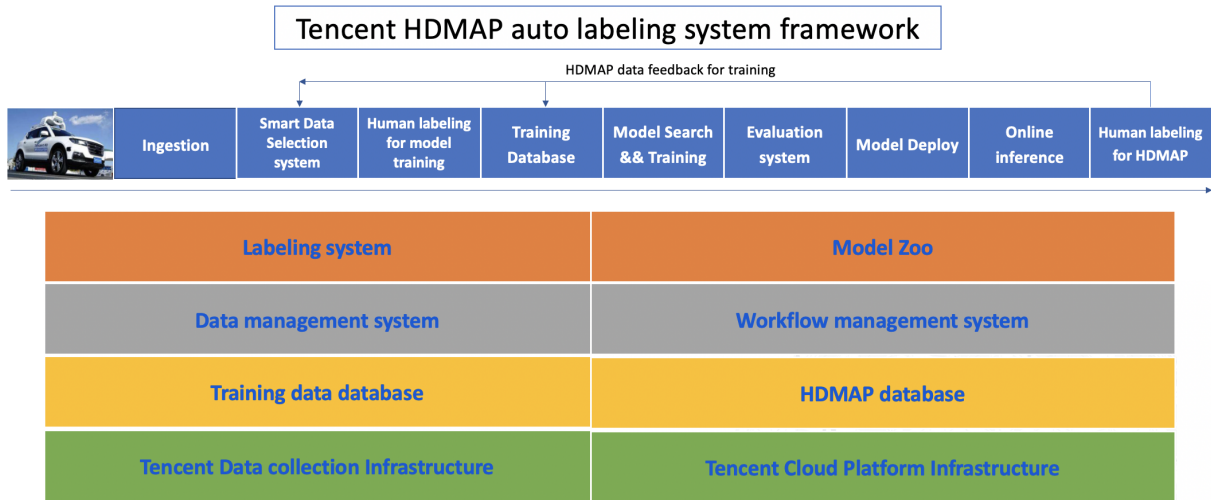 Tencent HDMAP auto labeling system framework
HDMAP data feedback for training
Ingestion
Smart Data
Selection
system
Human labeling
for model
training
Training
Database
Model Search
&& Training
Evaluation
system
Model Deploy
Online
inference
Human labeling
for HDMAP
Labeling system
Model Zoo
Data management system
Workflow management system
Training data database
HDMAP database
Tencent Data collection Infrastructure
Tencent Cloud Platform Infrastructure